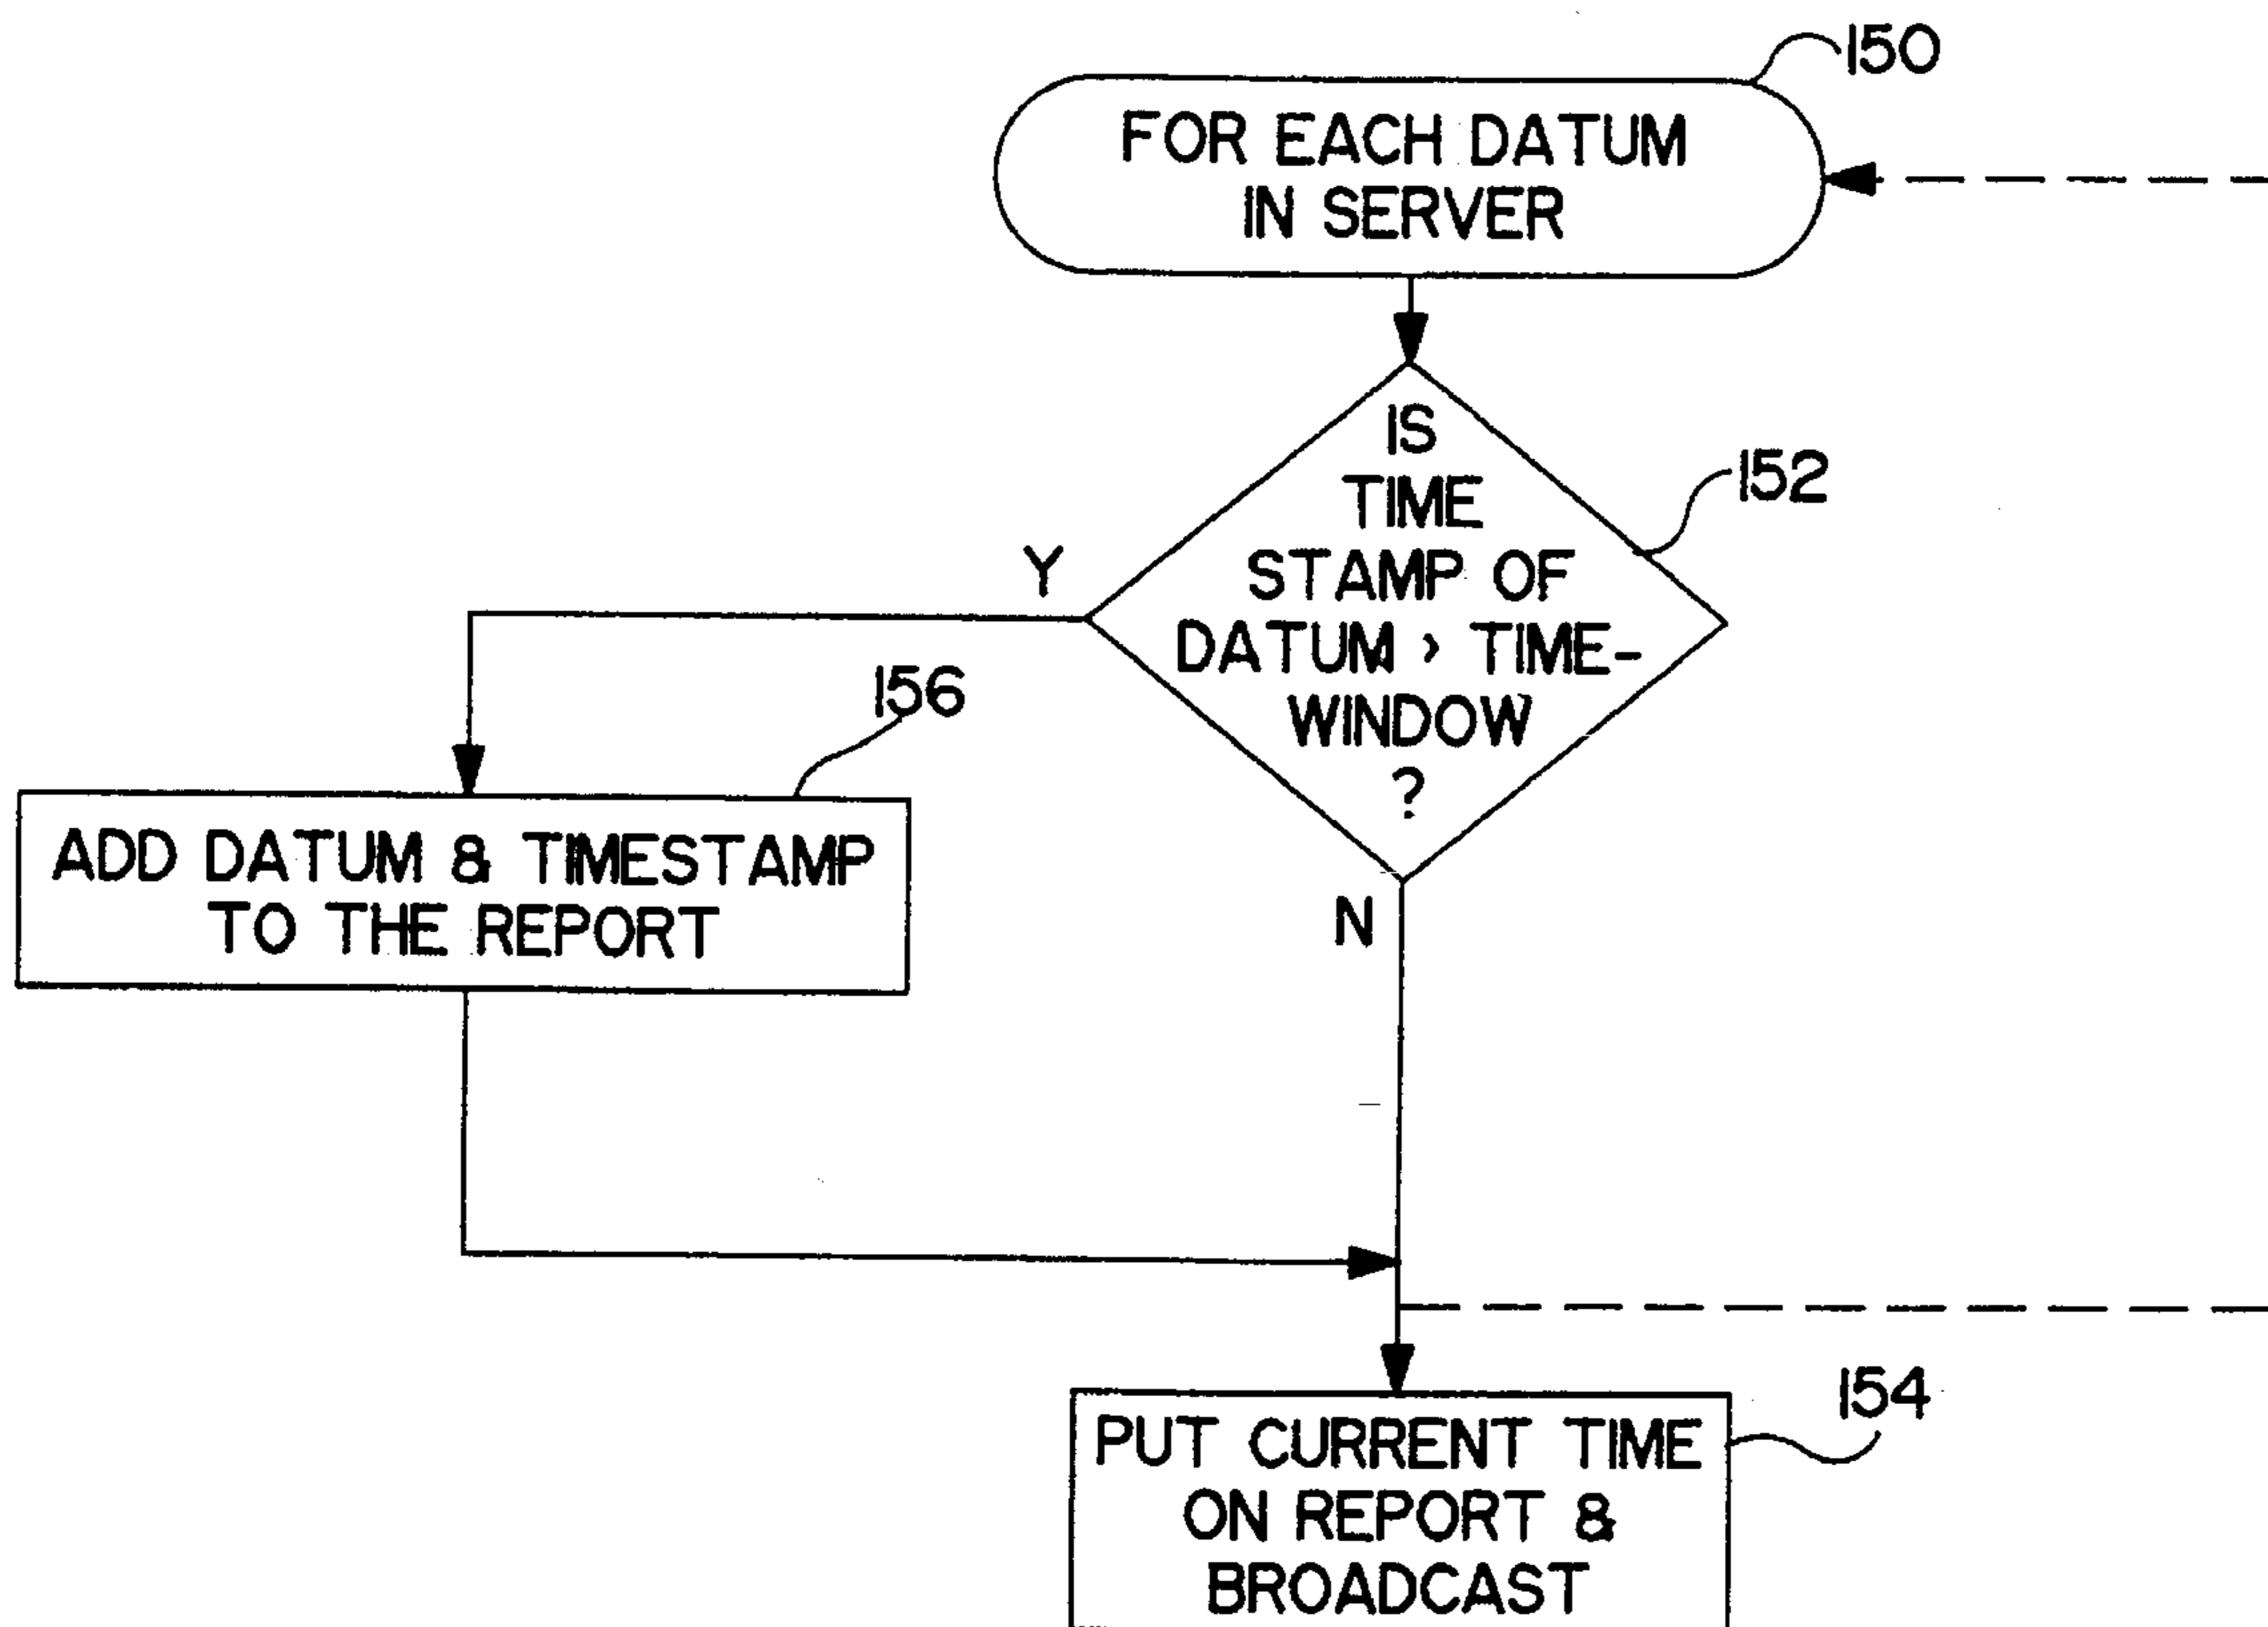 150
FOR EACH DATUM
IN SERVER
IS
TIME
STAMP OF
DATUM > TIME-
WINDOW
?
152
Y
156
ADD DATUM & TIMESTAMP
TO THE REPORT
N
154
PUT CURRENT TIME
ON REPORT &
BROADCAST